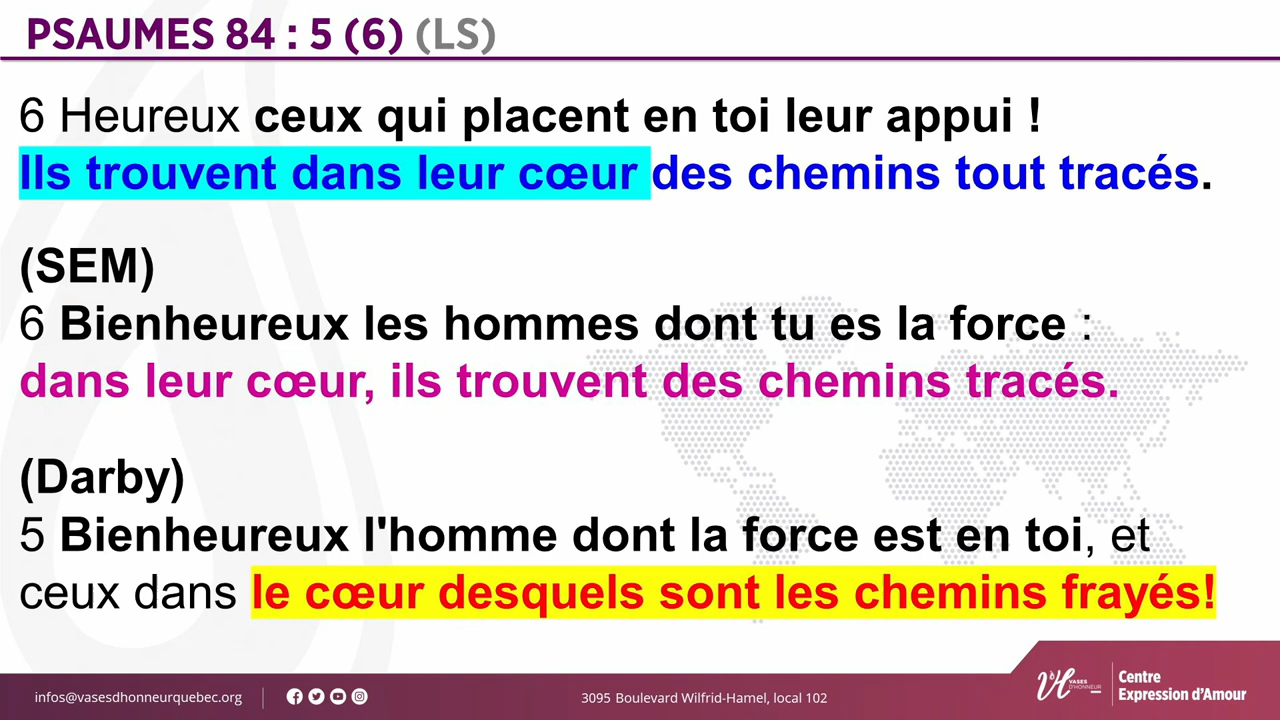 PSAUMES 84 : 5 (6) (LS)
6 Heureux ceux qui placent en toi leur appui !
Ils trouvent dans leur cœur des chemins tout tracés.
(SEM)
6 Bienheureux les hommes dont tu es la force :
dans leur cœur, ils trouvent des chemins tracés.
(Darby)
5 Bienheureux l'homme dont la force est en toi, et
ceux dans le cœur desquels sont les chemins frayés!
infos@vasesdhonneurquebec.org
3095 Boulevard Wilfrid-Hamel, local 102
VASES
D'HONNEUR
Centre
Expression d'Amour